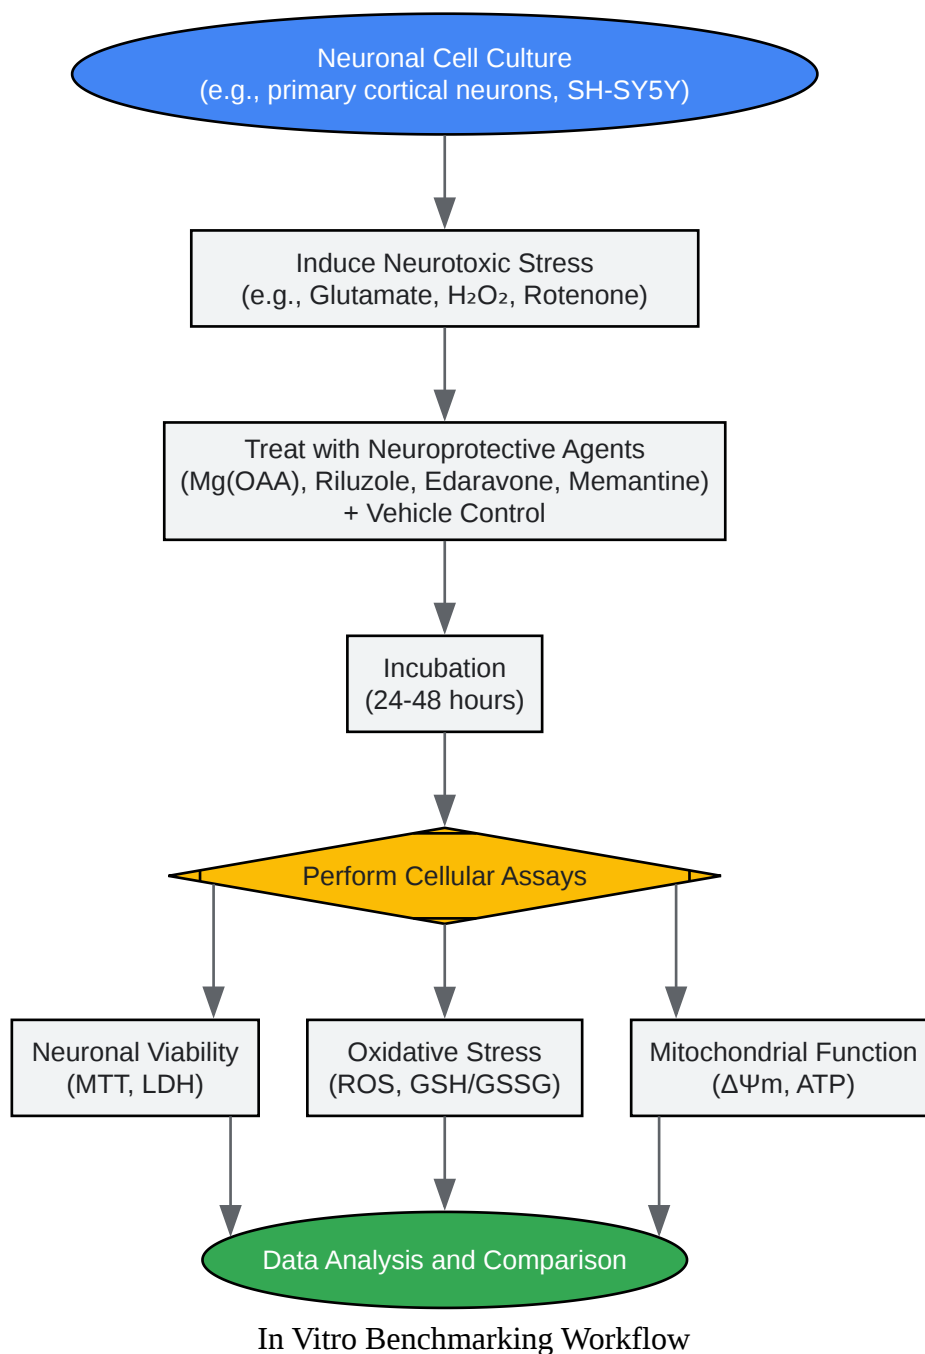 Neuronal Cell Culture
(e.g., primary cortical neurons, SH-SY5Y)
Induce Neurotoxic Stress
(e.g., Glutamate, H₂O₂, Rotenone)
Treat with Neuroprotective Agents
(Mg(OAA), Riluzole, Edaravone, Memantine)
+ Vehicle Control
Incubation
(24-48 hours)
Perform Cellular Assays
Neuronal Viability
(MTT, LDH)
Oxidative Stress
(ROS, GSH/GSSG)
Mitochondrial Function
(ΔΨm, ATP)
Data Analysis and Comparison
In Vitro Benchmarking Workflow